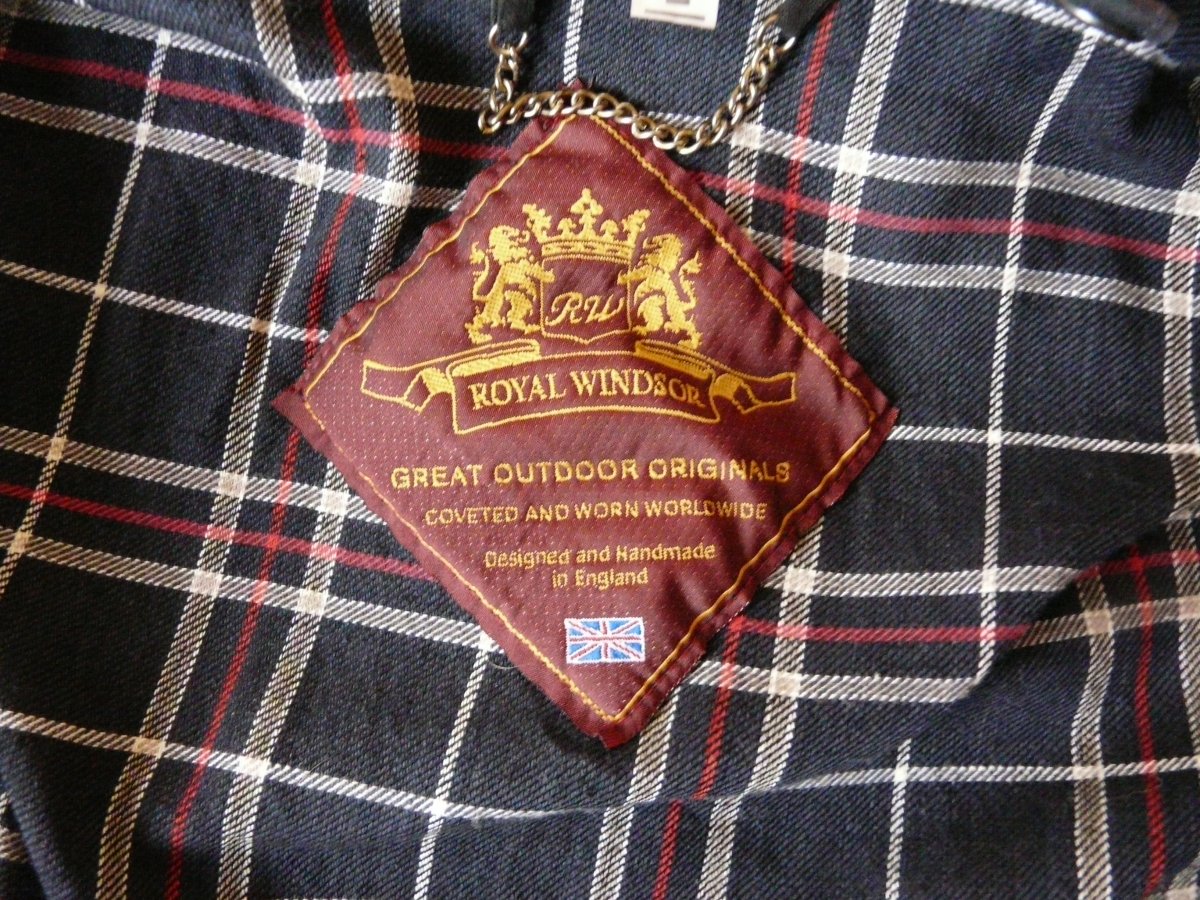 RW
ROYAL WINDSOR
GREAT OUTDOOR ORIGINALS
COVETED AND WORN WORLDWIDE
Designed and Handmade
in England